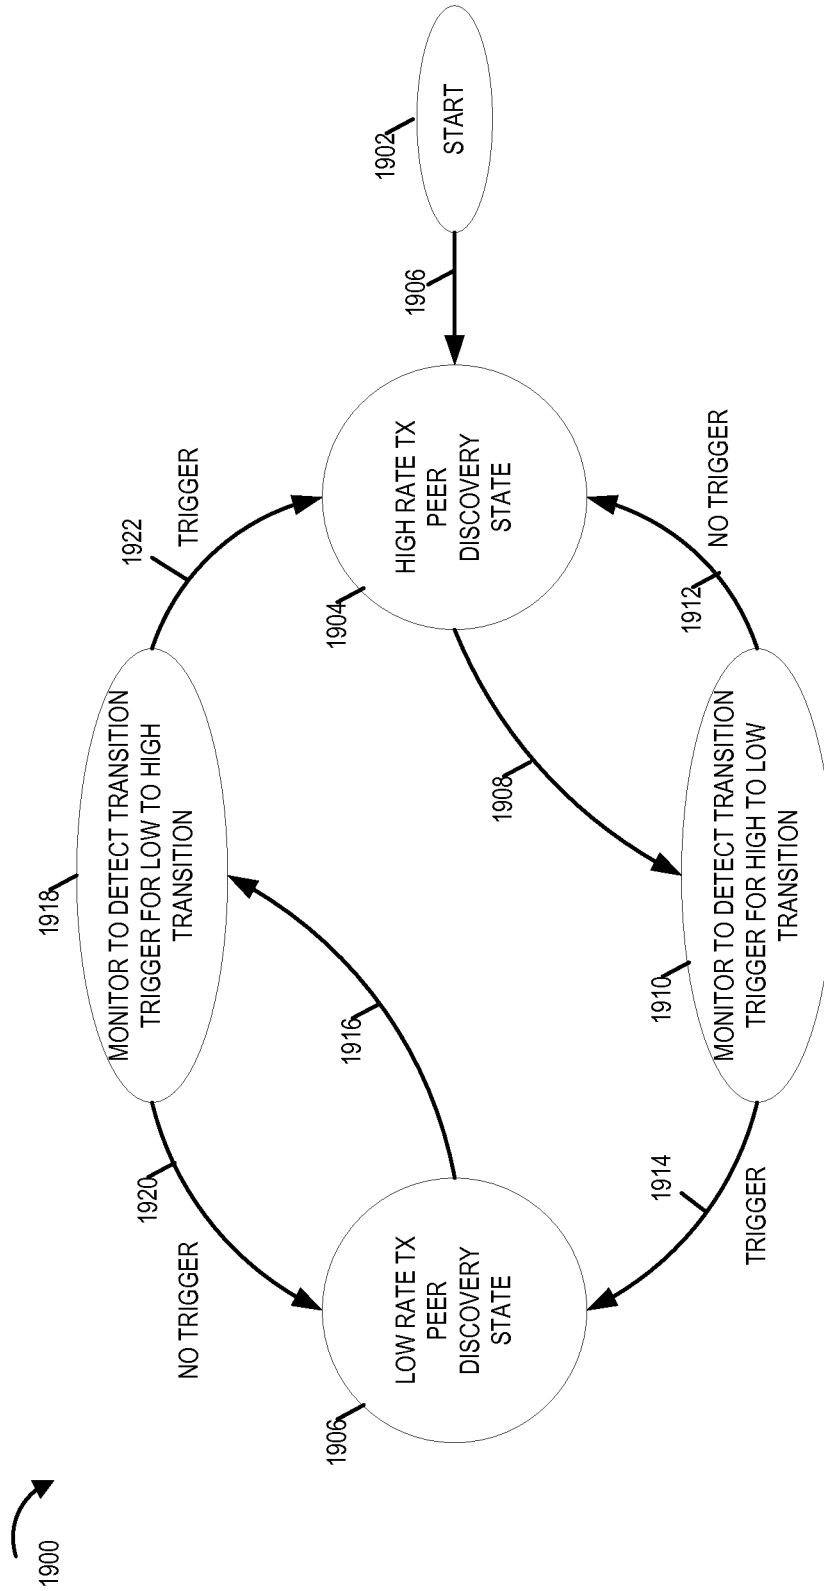 1900
1902
START
1906
1904
HIGH RATE TX
PEER
DISCOVERY
STATE
1922
TRIGGER
1918
MONITOR TO DETECT TRANSITION
TRIGGER FOR LOW TO HIGH
TRANSITION
1920
NO TRIGGER
1916
1908
1912
NO TRIGGER
1910
MONITOR TO DETECT TRANSITION
TRIGGER FOR HIGH TO LOW
TRANSITION
1914
TRIGGER
1906
LOW RATE TX
PEER
DISCOVERY
STATE